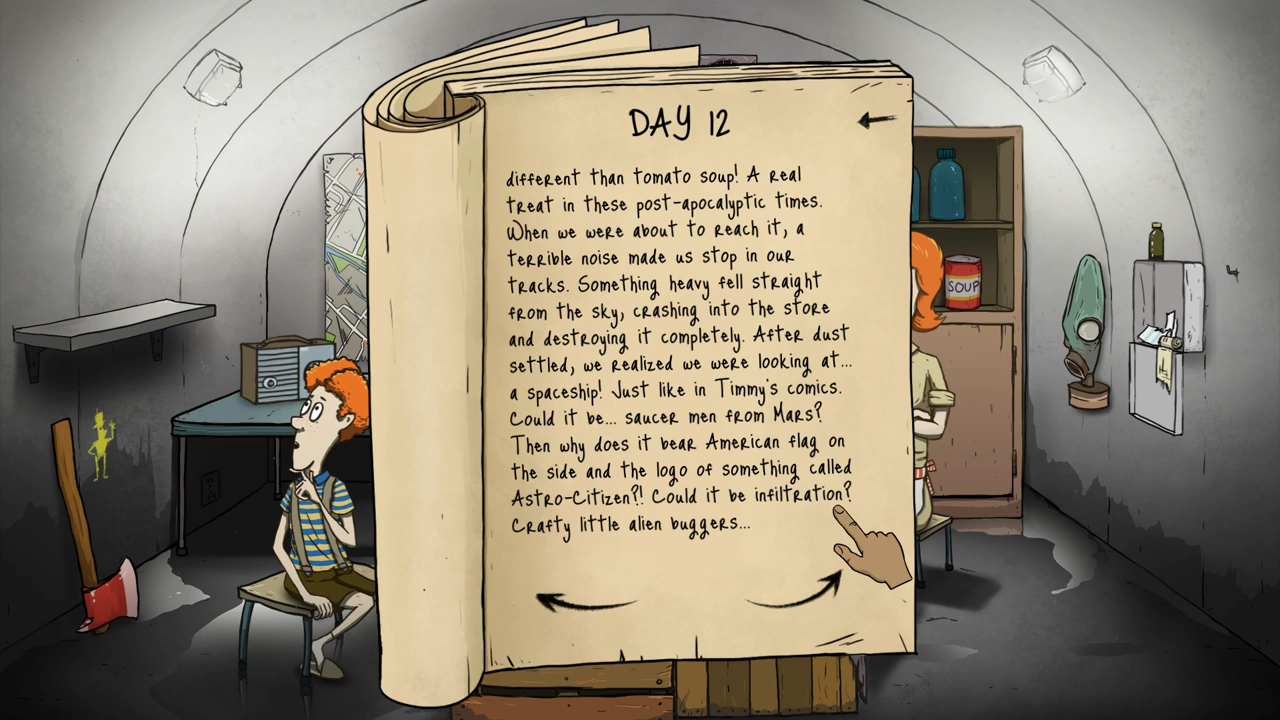 DAY 12
different than tomato soup! A real
treat in these post-apocalyptic times.
When we were about to reach it, a
terrible noise made us stop in our
tracks. Something heavy fell straight
from the sky, crashing into the store
and destroying it completely. After dust
settled, we realized we were looking at...
a spaceship! Just like in Timmy's comics.
Could it be... saucer men from Mars?
Then why does it bear American flag on
the side and the logo of something called
Astro-Citizen?! Could it be infiltration?
Crafty little alien buggers...
SOUP